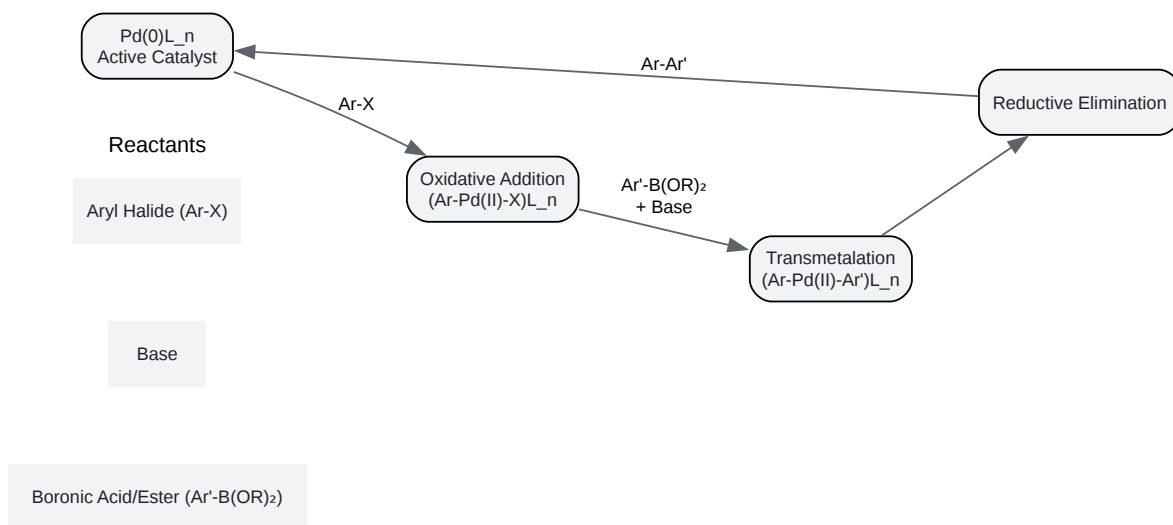 Pd(0)L_n
Active Catalyst
Ar-Ar'
Reductive Elimination
Ar-X
Reactants
Oxidative Addition
(Ar-Pd(II)-X)L_n
Ar'-B(OR)₂
+ Base
Aryl Halide (Ar-X)
Transmetalation
(Ar-Pd(II)-Ar')L_n
Base
Boronic Acid/Ester (Ar'-B(OR)₂)